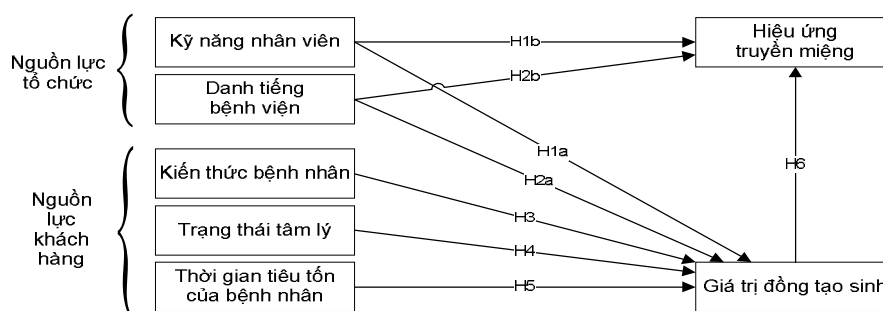 Nguồn lực
tổ chức
Kỹ năng nhân viên
Danh tiếng
bệnh viện
Nguồn
lực
khách
hàng
Kiến thức bệnh nhân
Trạng thái tâm lý
Thời gian tiêu tốn
của bệnh nhân
H1b
H2b
H1a
H2a
H3
H4
H5
H6
Hiệu ứng
truyền miệng
Giá trị đồng tạo sinh